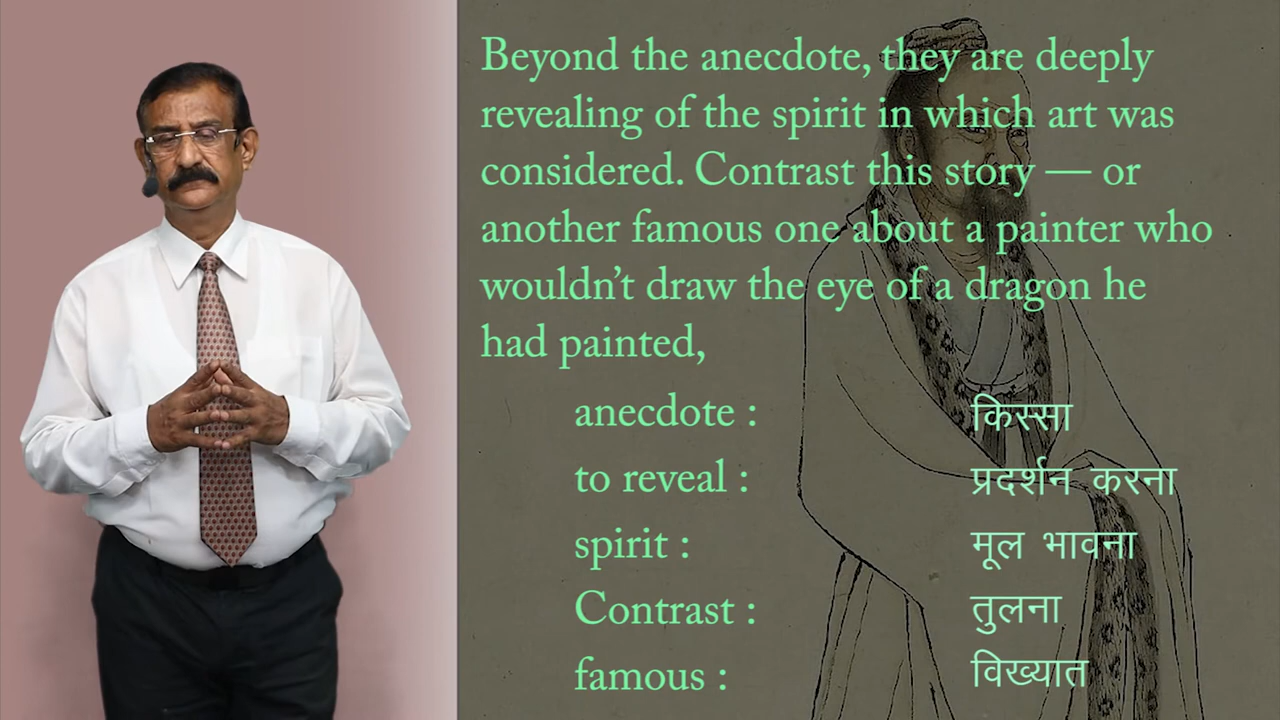 Beyond the anecdote, they are deeply
revealing of the spirit in which art was
considered. Contrast this story — or
another famous one about a painter who
wouldn’t draw the eye of a dragon he
had painted,
anecdote : किस्सा
to reveal : प्रदर्शन करना
spirit : मूल भावना
Contrast : तुलना
famous : विख्यात